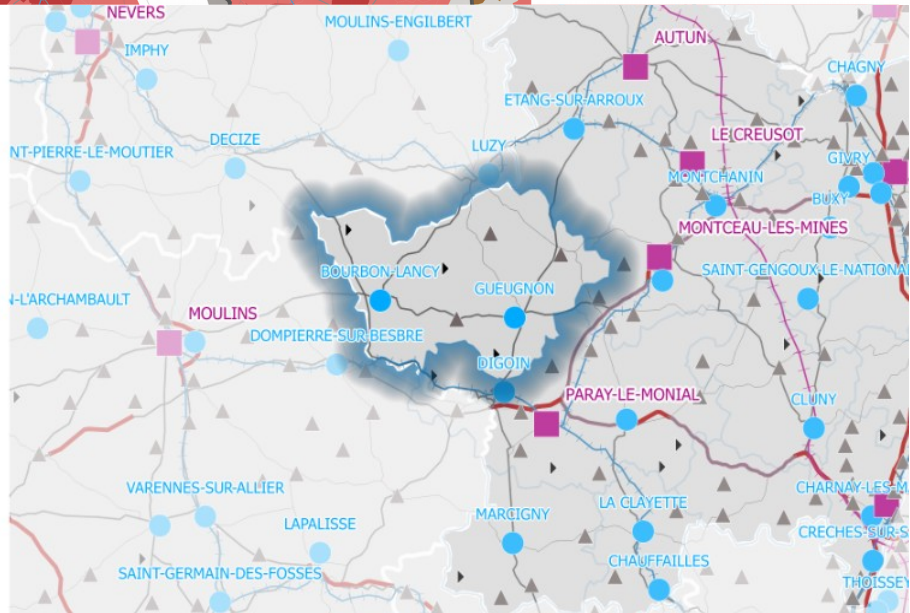 NEVERS
MOULINS-ENGILBERT
IMPHY
AUTUN
CHAGNY
ETANG-SUR-ARROUX
DECIZE
LE CREUSOT
NT-PIERRE-LE-MOUTIER
LUZY
GIVRY
MONTCHANIN
BUXY
MONTCEAU-LES-MINES
BOURBON-LANCY
SAINT-GENGOUX-LE-NATIONAL
GUEUGNON
N-L'ARCHAMBAULT
MOULINS
DOMPIERRE-SUR-BESBRE
DIGOIN
PARAY-LE-MONIAL
CLUNY
VARENNES-SUR-ALLIER
CHARNAY-LES-M
LA CLAYETTE
MARCIGNY
LAPALISSE
CRECHES-SUR-S
CHAUFFAILLES
SAINT-GERMAIN-DES-FOSSES
THOISSEY